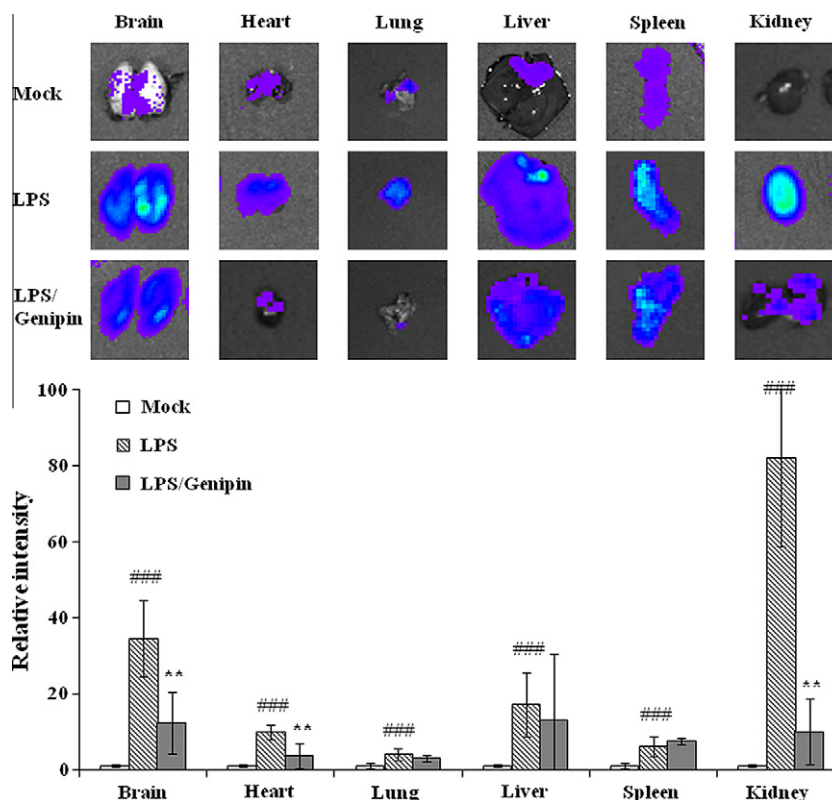 Brain Heart Lung Liver Spleen Kidney
Mock
LPS
LPS/
Genipin
100
80
60
40
20
0
Relative intensity
Mock
LPS
LPS/Genipin
###
**
###
**
###
###
###
###
**
Brain Heart Lung Liver Spleen Kidney